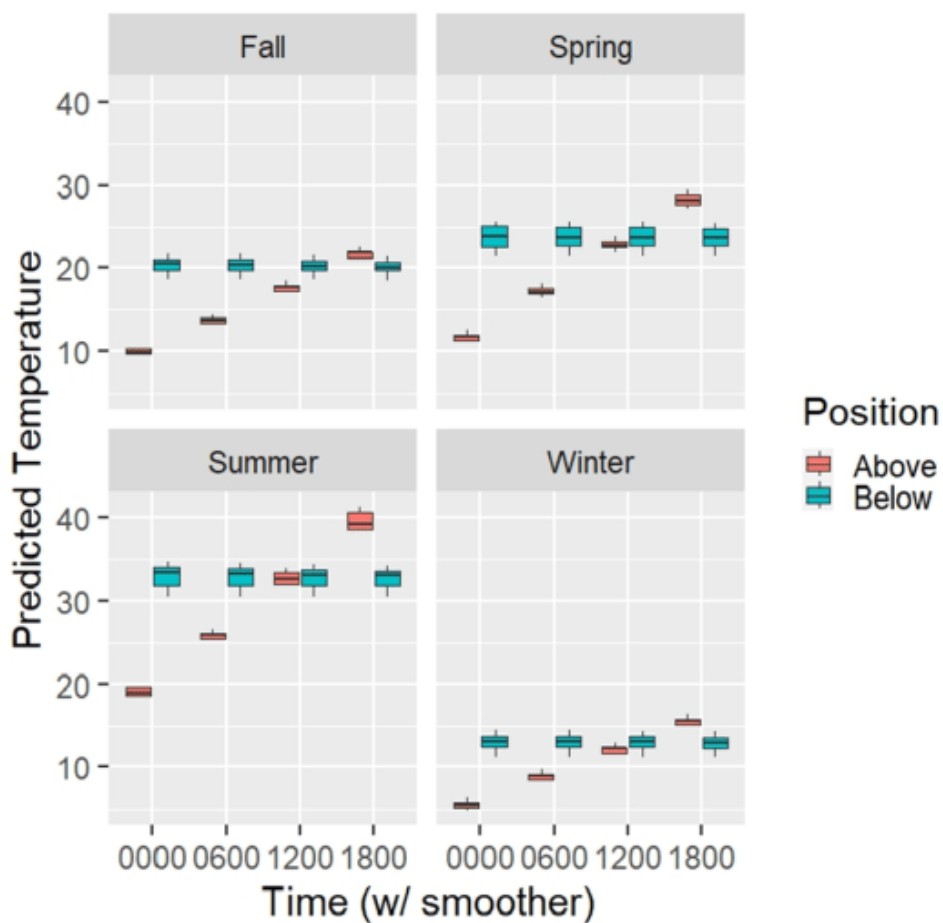 Fall
Spring
40
30
20
10
Summer
Winter
40
30
20
10
0000 0600 1200 1800
0000 0600 1200 1800
Time (w/ smoother)
Predicted Temperature
Position
Above
Below